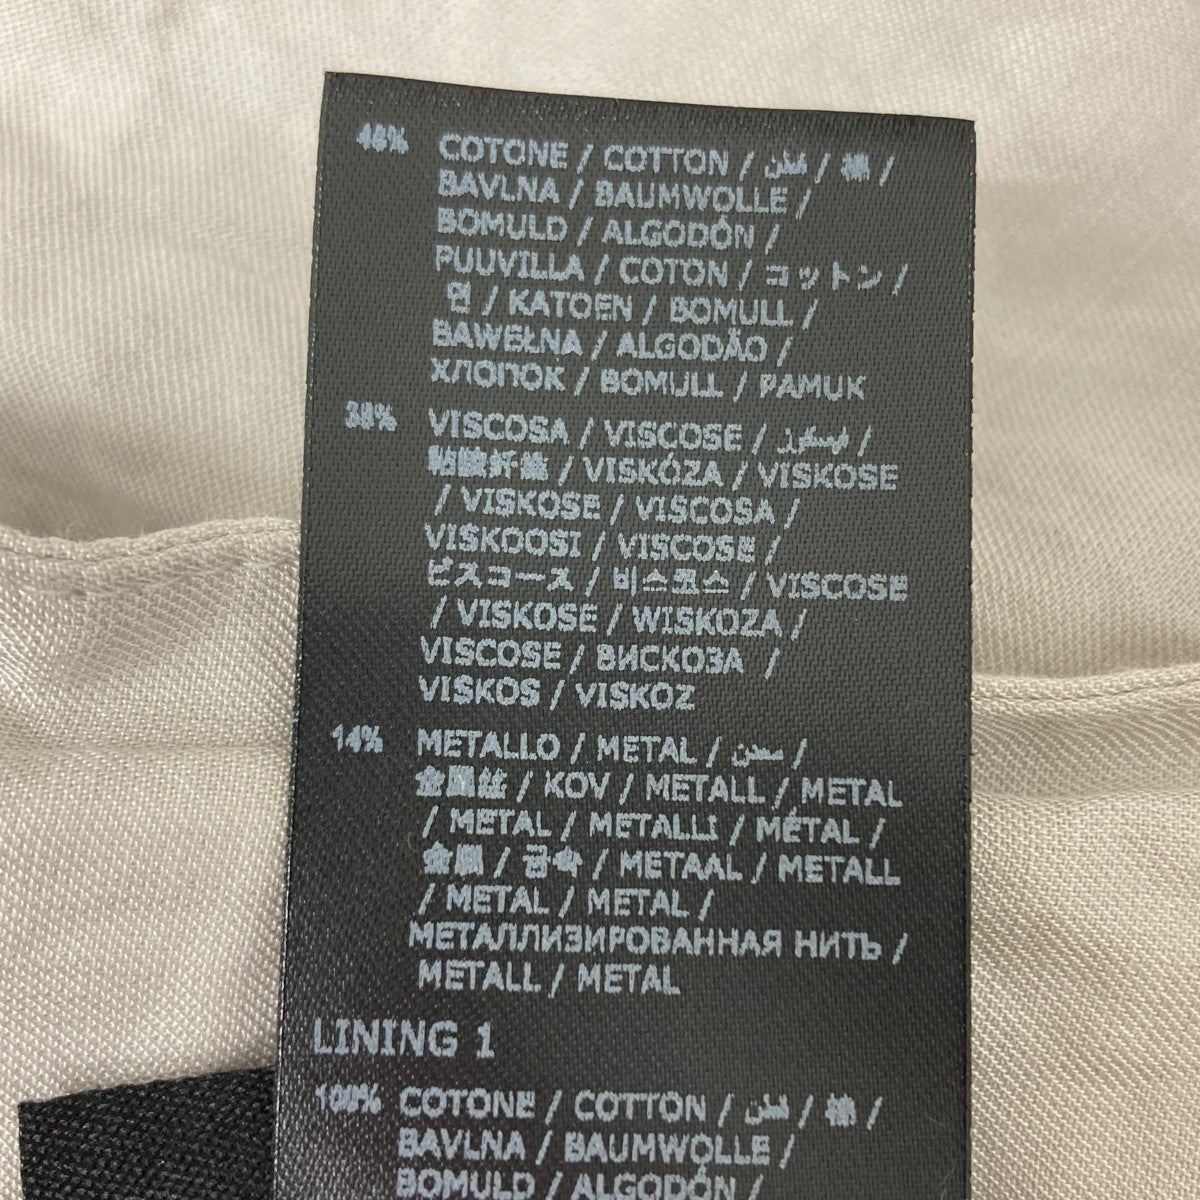 48% COTONE / COTTON / قطن / 棉 /
BAVLNA / BAUMWOLLE /
BOMULD / ALGODÓN /
PUUVILLA / COTON / コットン /
면 / KATOEN / BOMULL /
BAWEŁNA / ALGODÃO /
ХЛОПОК / BOMULL / PAMUK
38% VISCOSA / VISCOSE / فيسكوز /
粘胶纤维 / VISKÓZA / VISKOSE
/ VISKOSE / VISCOSA /
VISKOOSI / VISCOSE /
ビスコース / 비스코스 / VISCOSE
/ VISKOSE / WISKOZA /
VISCOSE / ВИСКОЗА /
VISKOS / VISKOZ
14% METALLO / METAL / معدن /
金属丝 / KOV / METALL / METAL
/ METAL / METALLI / MÉTAL /
金属 / 금속 / METAAL / METALL
/ METAL / METAL /
МЕТАЛЛИЗИРОВАННАЯ НИТЬ /
METALL / METAL
LINING 1
100% COTONE / COTTON / قطن / 棉 /
BAVLNA / BAUMWOLLE /
BOMULD / ALGODÓN /